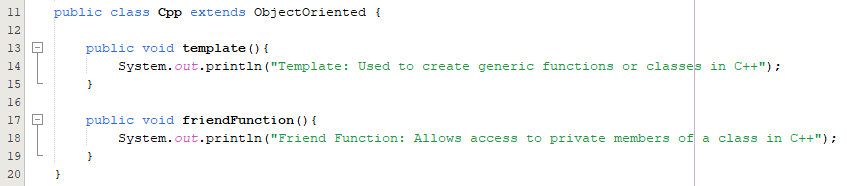 11 public class Cpp extends ObjectOriented {
12
13 public void template(){
14 System.out.println("Template: Used to create generic functions or classes in C++");
15 }
16
17 public void friendFunction(){
18 System.out.println("Friend Function: Allows access to private members of a class in C++");
19 }
20 }